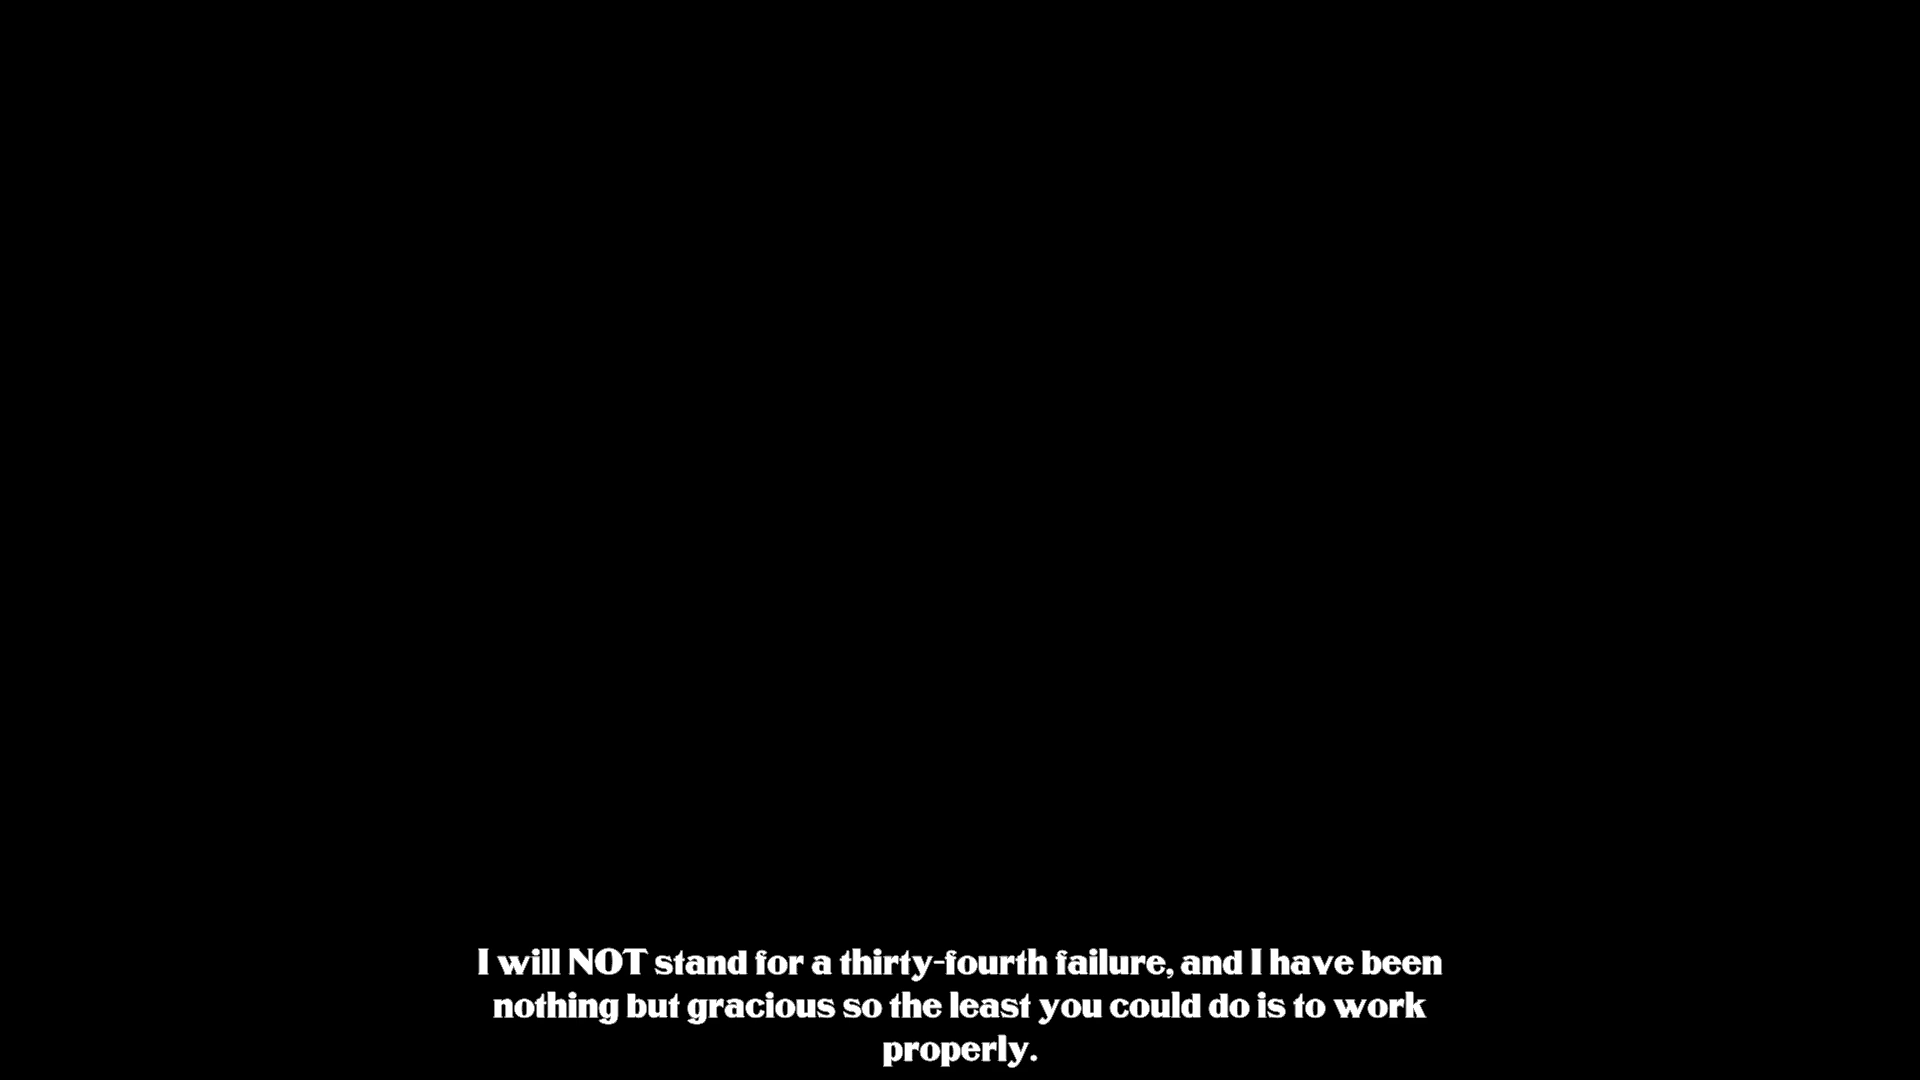 I will NOT stand for a thirty-fourth failure, and I have been
nothing but gracious so the least you could do is to work
properly.